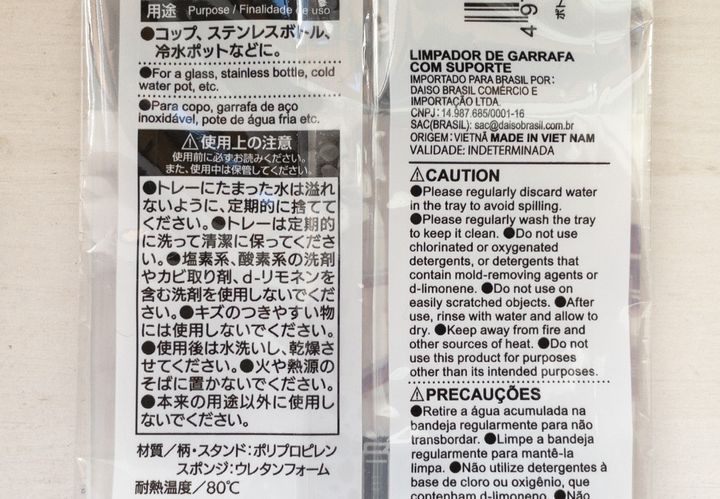 用途 Purpose / Finalidade de uso
●コップ、ステンレスボトル、
冷水ポットなどに。
●For a glass, stainless bottle, cold
water pot, etc.
●Para copo, garrafa de aço
inoxidável, pote de água fria etc.
⚠使用上の注意
使用前に必ずお読みください。
また、使用中は保管してください。
●トレーにたまった水は溢れ
ないように、定期的に捨てて
ください。●トレーは定期的
に洗って清潔に保ってくださ
い。●塩素系、酸素系の洗剤
やカビ取り剤、d-リモネンを
含む洗剤を使用しないでくだ
さい。●キズのつきやすい物
には使用しないでください。
●使用後は水洗いし、乾燥さ
せてください。●火や熱源の
そばに置かないでください。
●本来の用途以外に使用し
ないでください。
材質／柄・スタンド：ポリプロピレン
スポンジ：ウレタンフォーム
耐熱温度／80℃
4 9
LIMPADOR DE GARRAFA
COM SUPORTE
IMPORTADO PARA BRASIL POR:
DAISO BRASIL COMÉRCIO E
IMPORTAÇÃO LTDA.
CNPJ: 14.987.685/0001-16
SAC(BRASIL): sac@daisobrasil.com.br
ORIGEM: VIETNÃ MADE IN VIET NAM
VALIDADE: INDETERMINADA
⚠CAUTION
●Please regularly discard water
in the tray to avoid spilling.
●Please regularly wash the tray
to keep it clean. ●Do not use
chlorinated or oxygenated
detergents, or detergents that
contain mold-removing agents or
d-limonene. ●Do not use on
easily scratched objects. ●After
use, rinse with water and allow to
dry. ●Keep away from fire and
other sources of heat. ●Do not
use this product for purposes
other than its intended purposes.
⚠PRECAUÇÕES
●Retire a água acumulada na
bandeja regularmente para não
transbordar. ●Limpe a bandeja
regularmente para mantê-la
limpa. ●Não utilize detergentes à
base de cloro ou oxigênio, que
contenham d-limoneno. ●Não